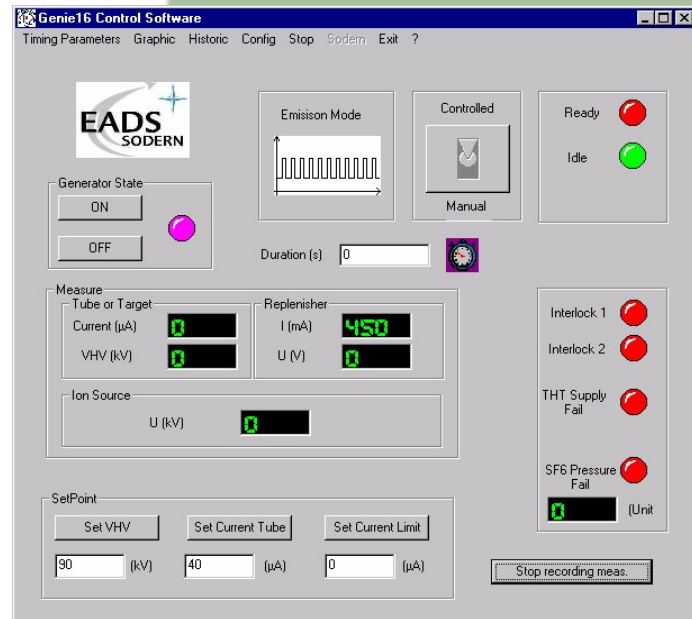 Genie16 Control Software
Timing Parameters Graphic Historic Config Stop Sodern Exit ?
EADS
SODERN
Emisison Mode
Controlled
Manual
Ready
Idle
Generator State
ON
OFF
Duration (s) 0
Measure
Tube or Target
Current (µA) 0
VHV (kV) 0
Replenisher
I (mA) 450
U (V) 0
Ion Source
U (kV) 0
Interlock 1
Interlock 2
THT Supply
Fail
SF6 Pressure
Fail
0 (Unit
SetPoint
Set VHV Set Current Tube Set Current Limit
90 (kV) 40 (µA) 0 (µA)
Stop recording meas.